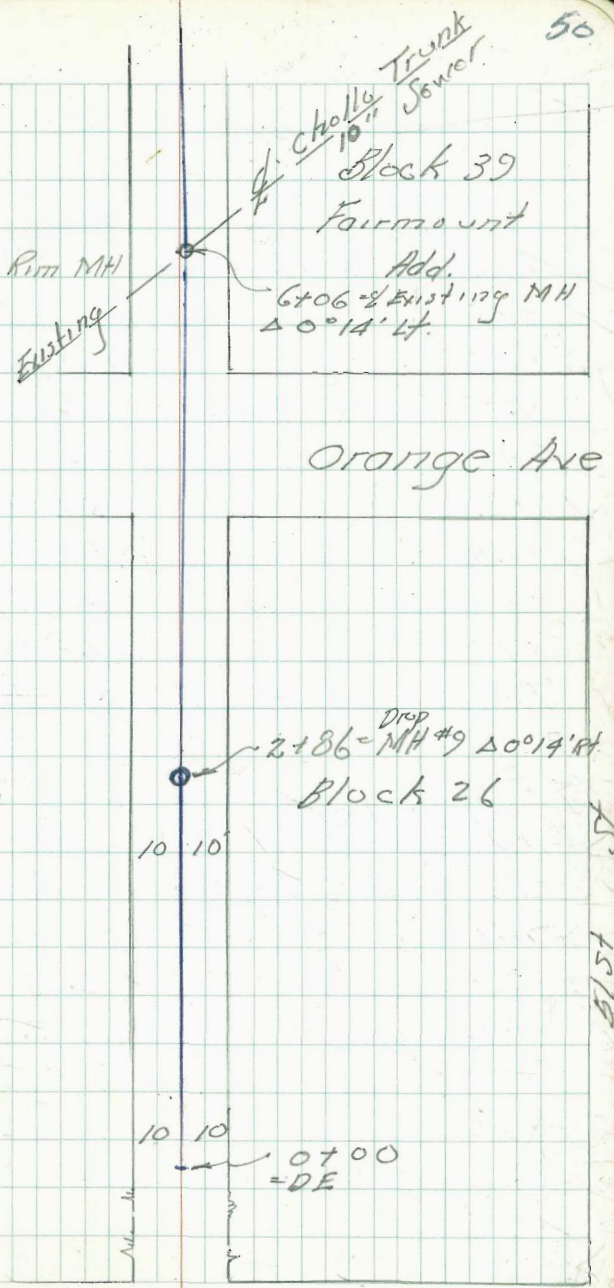 50
℄ Cholla Trunk
10" Sewer
Block 39
Fairmount
Add.
Rim MH
6+06 = ℄ Existing MH
Δ 0°14' Lt.
Existing
Orange Ave
Drop
2+86 = MH #9 Δ 0°14' Rt.
Block 26
10 10'
51st St
10 10
0+00
= DE